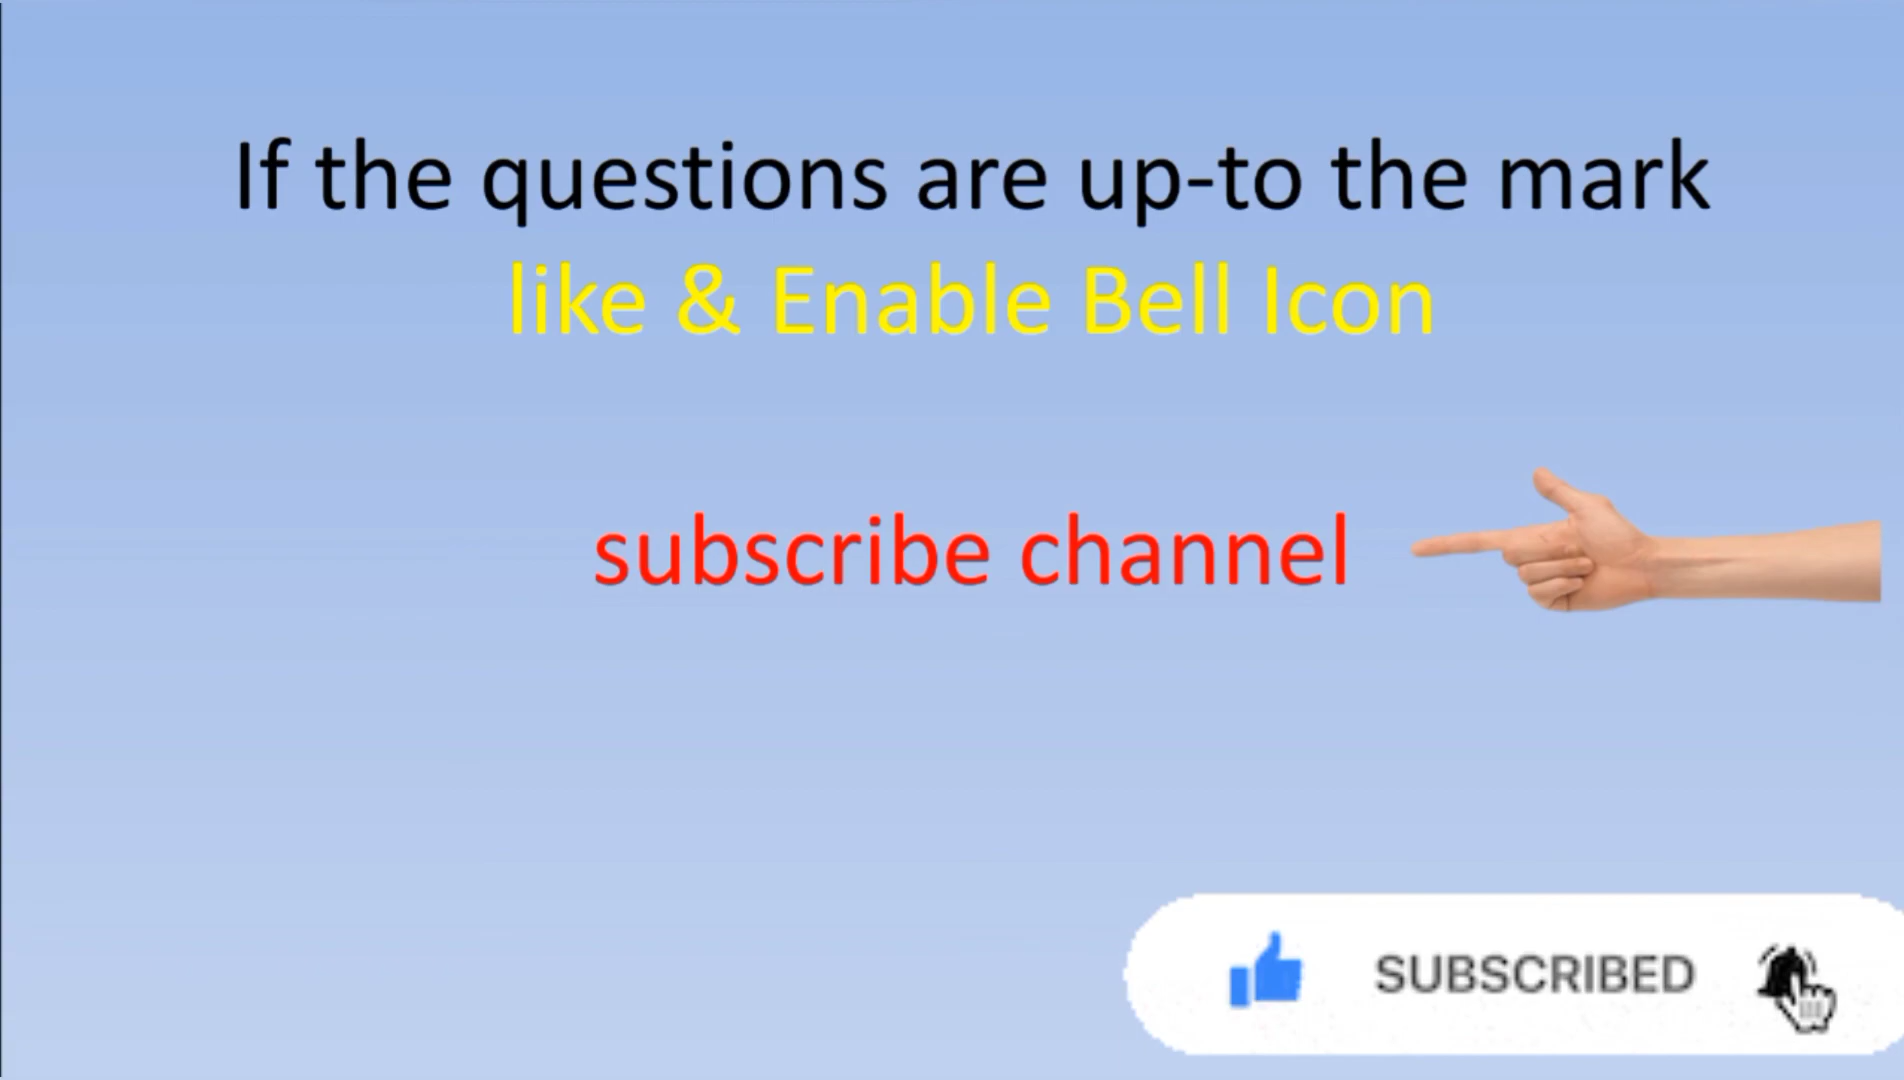 If the questions are up-to the mark
like & Enable Bell Icon
subscribe channel
SUBSCRIBED